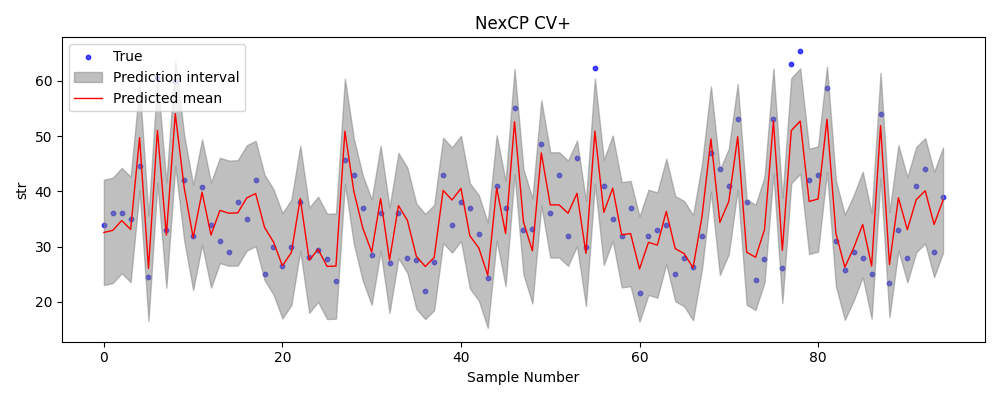 NexCP CV+
True
Prediction interval
Predicted mean
str
60
50
40
30
20
0
20
40
60
80
Sample Number